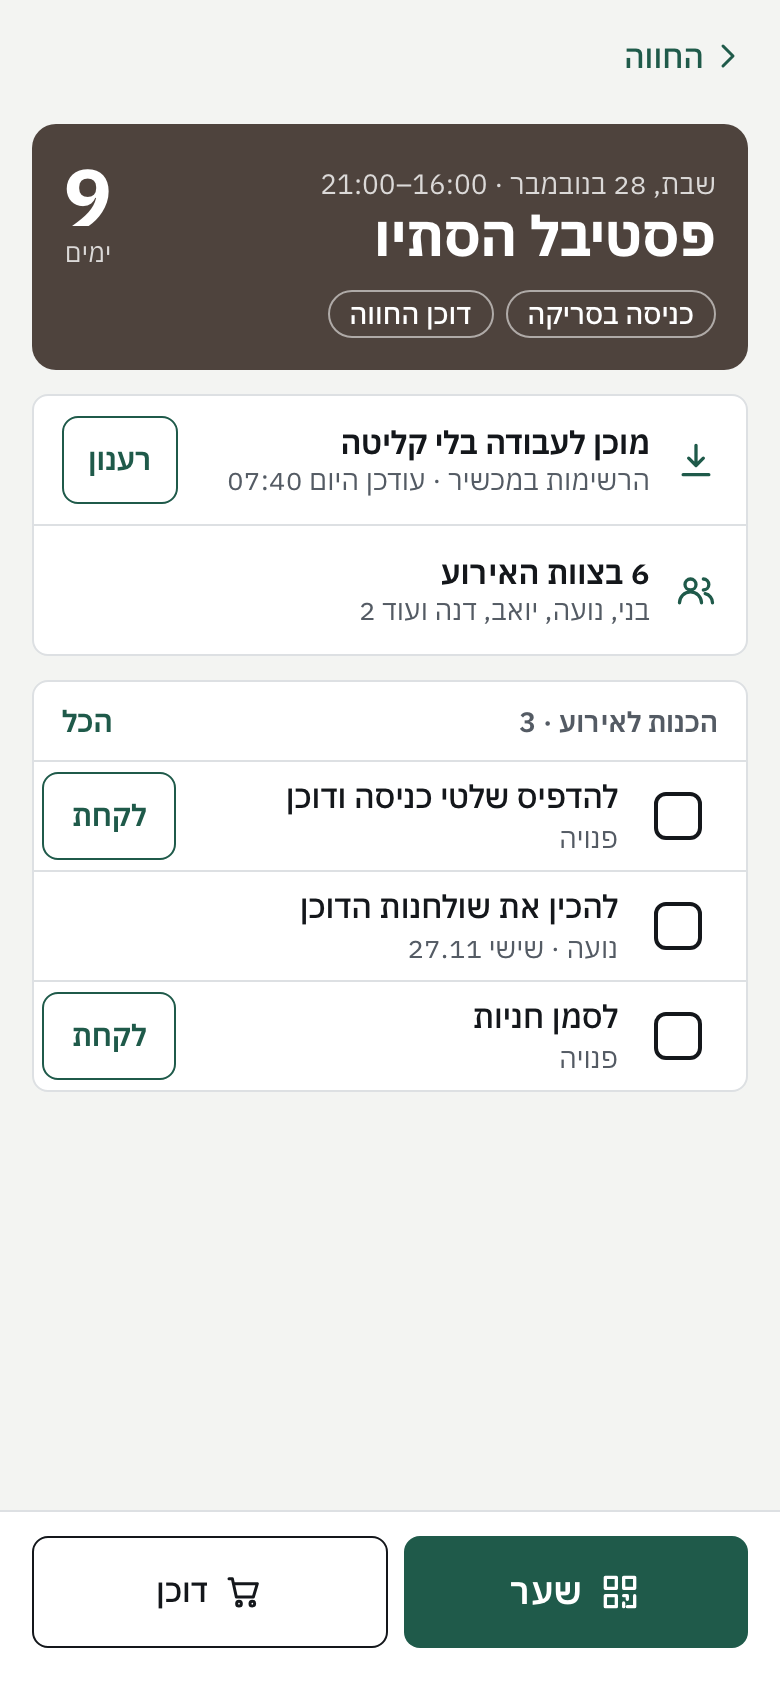 החווה
שבת, 28 בנובמבר · 16:00–21:00
פסטיבל הסתיו
9
ימים
כניסה בסריקה
דוכן החווה
מוכן לעבודה בלי קליטה
הרשימות במכשיר · עודכן היום 07:40
רענון
6 בצוות האירוע
בני, נועה, יואב, דנה ועוד 2
הכנות לאירוע · 3
הכל
להדפיס שלטי כניסה ודוכן
פנויה
לקחת
להכין את שולחנות הדוכן
נועה · שישי 27.11
לסמן חניות
פנויה
לקחת
שער
דוכן